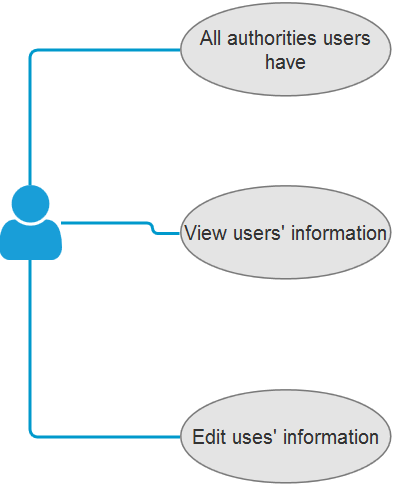 All authorities users
have
View users' information
Edit uses' information